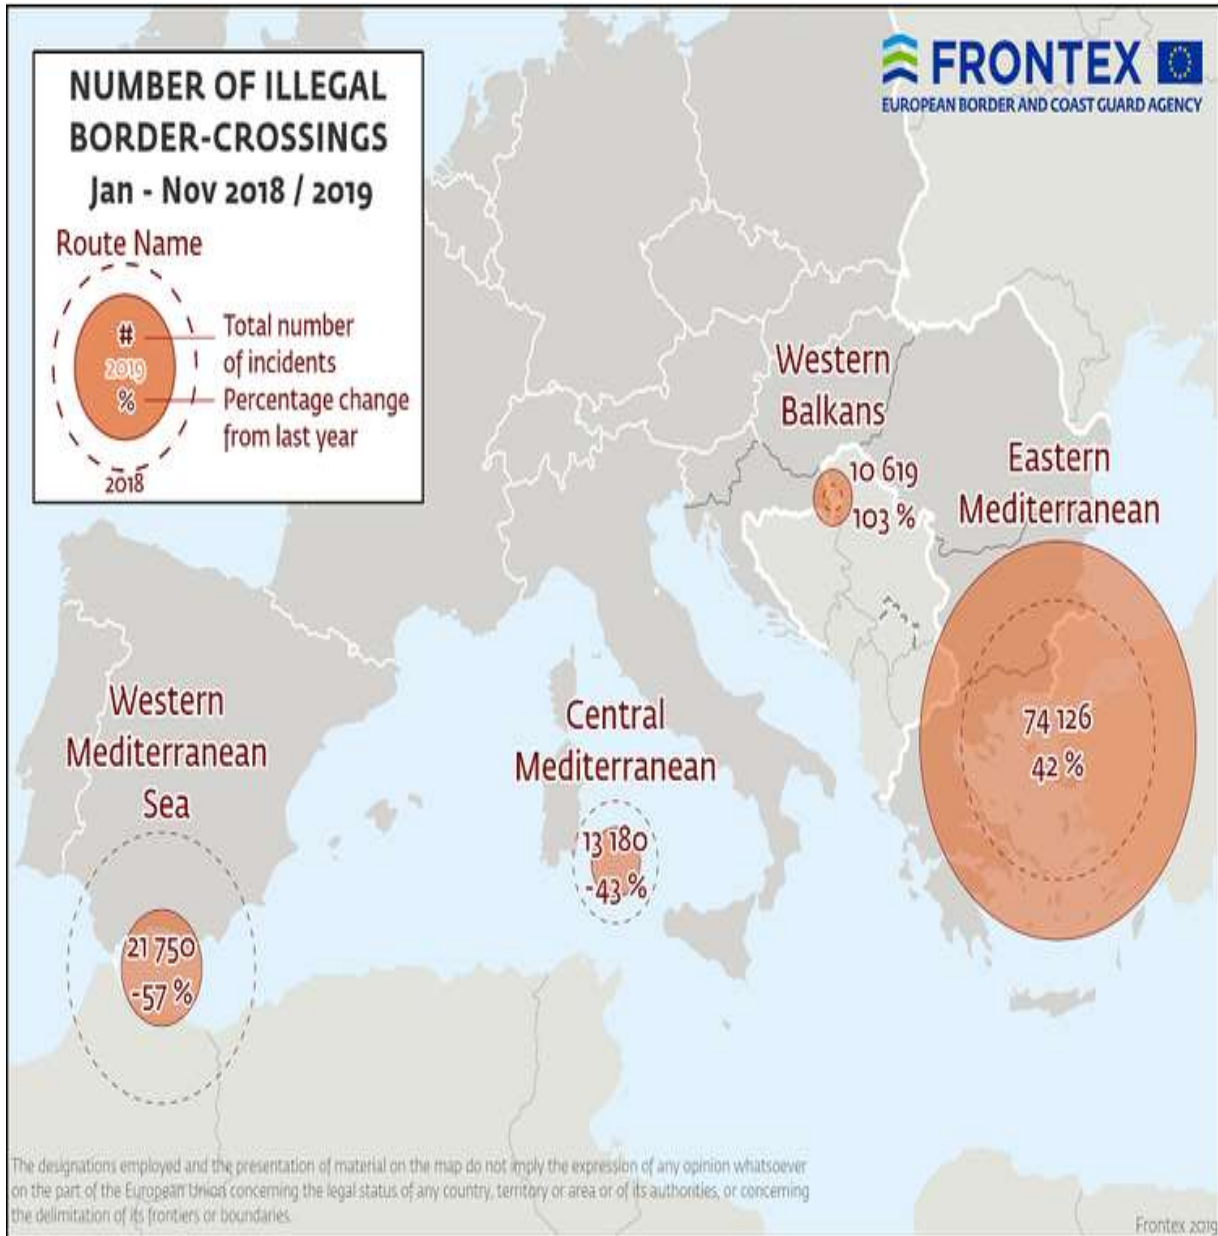 NUMBER OF ILLEGAL
BORDER-CROSSINGS
Jan - Nov 2018 / 2019
Route Name
#
2019
%
Total number
of incidents
Percentage change
from last year
2018
FRONTEX
EUROPEAN BORDER AND COAST GUARD AGENCY
Western
Balkans
10 619
103 %
Eastern
Mediterranean
74 126
42 %
Western
Mediterranean
Sea
21 750
-57 %
Central
Mediterranean
13 180
-43 %
The designations employed and the presentation of material on the map do not imply the expression of any opinion whatsoever
on the part of the European Union concerning the legal status of any country, territory or area or of its authorities, or concerning
the delimitation of its frontiers or boundaries.
Frontex 2019